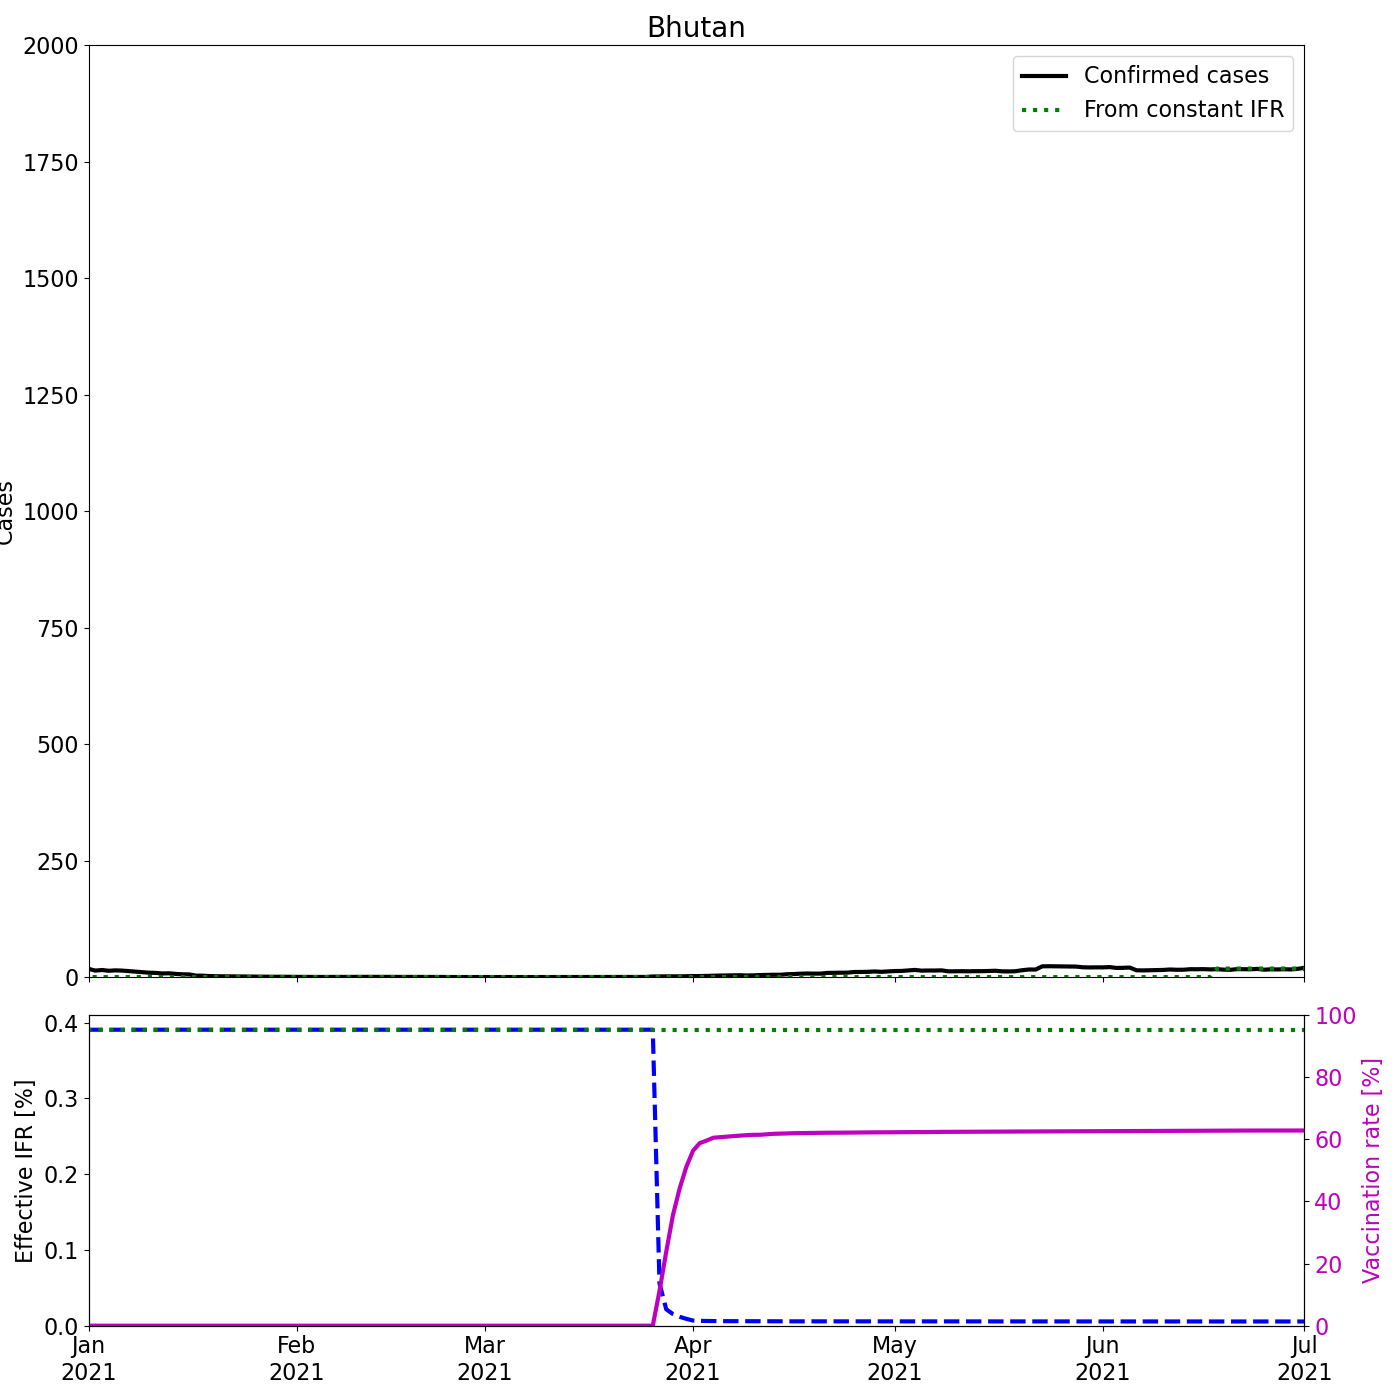 Bhutan
2000
1750
1500
1250
1000
750
500
250
0
Cases
Confirmed cases
From constant IFR
0.4
0.3
0.2
0.1
0.0
Effective IFR [%]
100
80
60
40
20
0
Vaccination rate [%]
Jan Feb Mar Apr May Jun Jul
2021 2021 2021 2021 2021 2021 2021